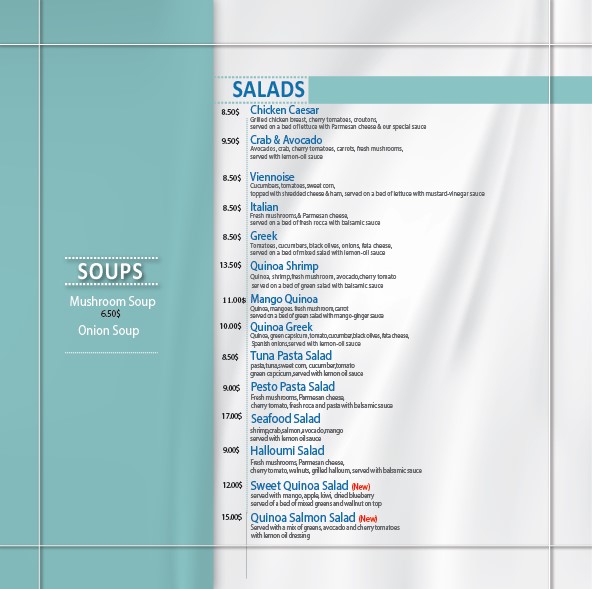 SOUPS
Mushroom Soup
6.50$
Onion Soup
SALADS
8.50$ Chicken Caesar
Grilled chicken breast, cherry tomatoes, croutons,
served on a bed of lettuce with Parmesan cheese & our special sauce
9.50$ Crab & Avocado
Avocados, crab, cherry tomatoes, carrots, fresh mushrooms,
served with lemon-oil sauce
8.50$ Viennoise
Cucumbers, tomatoes, sweet corn,
topped with shredded cheese & ham, served on a bed of lettuce with mustard-vinegar sauce
8.50$ Italian
Fresh mushrooms, & Parmesan cheese,
served on a bed of fresh rocca with balsamic sauce
8.50$ Greek
Tomatoes, cucumbers, black olives, onions, feta cheese,
served on a bed of mixed salad with lemon-oil sauce
13.50$ Quinoa Shrimp
Quinoa, shrimp, fresh mushroom, avocado, cherry tomato
served on a bed of green salad with balsamic sauce
11.00$ Mango Quinoa
Quinoa, mangoes, fresh mushroom, carrot
served on a bed of green salad with mango-ginger sauce
10.00$ Quinoa Greek
Quinoa, green capsicum, tomato, cucumber, black olives, feta cheese,
Spanish onions, served with lemon-oil sauce
8.50$ Tuna Pasta Salad
pasta, tuna, sweet corn, cucumber, tomato
green capcicum, served with lemon oil sauce
9.00$ Pesto Pasta Salad
Fresh mushrooms, Parmesan cheese,
cherry tomato, fresh rocca and pasta with balsamic sauce
17.00$ Seafood Salad
shrimp, crab, salmon, avocado, mango
served with lemon oil sauce
9.00$ Halloumi Salad
Fresh mushrooms, Parmesan cheese,
cherry tomato, walnuts, grilled halloum, served with balsamic sauce
12.00$ Sweet Quinoa Salad (New)
served with mango, apple, kiwi, dried blueberry
served of a bed of mixed greens and wallnut on top
15.00$ Quinoa Salmon Salad (New)
Served with a mix of greens, avocado and cherry tomatoes
with lemon oil dressing